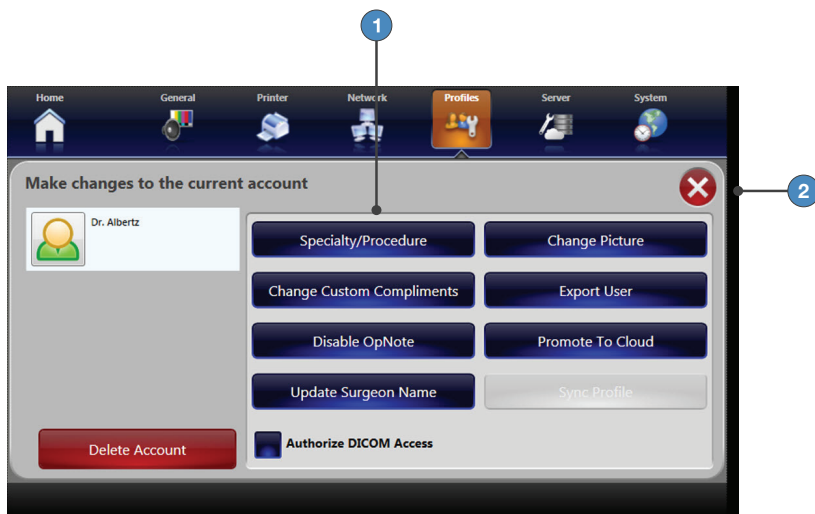 1
Home General Printer Network Profiles Server System
Make changes to the current account
2
Dr. Albertz
Specialty/Procedure Change Picture
Change Custom Compliments Export User
Disable OpNote Promote To Cloud
Update Surgeon Name Sync Profile
Authorize DICOM Access
Delete Account